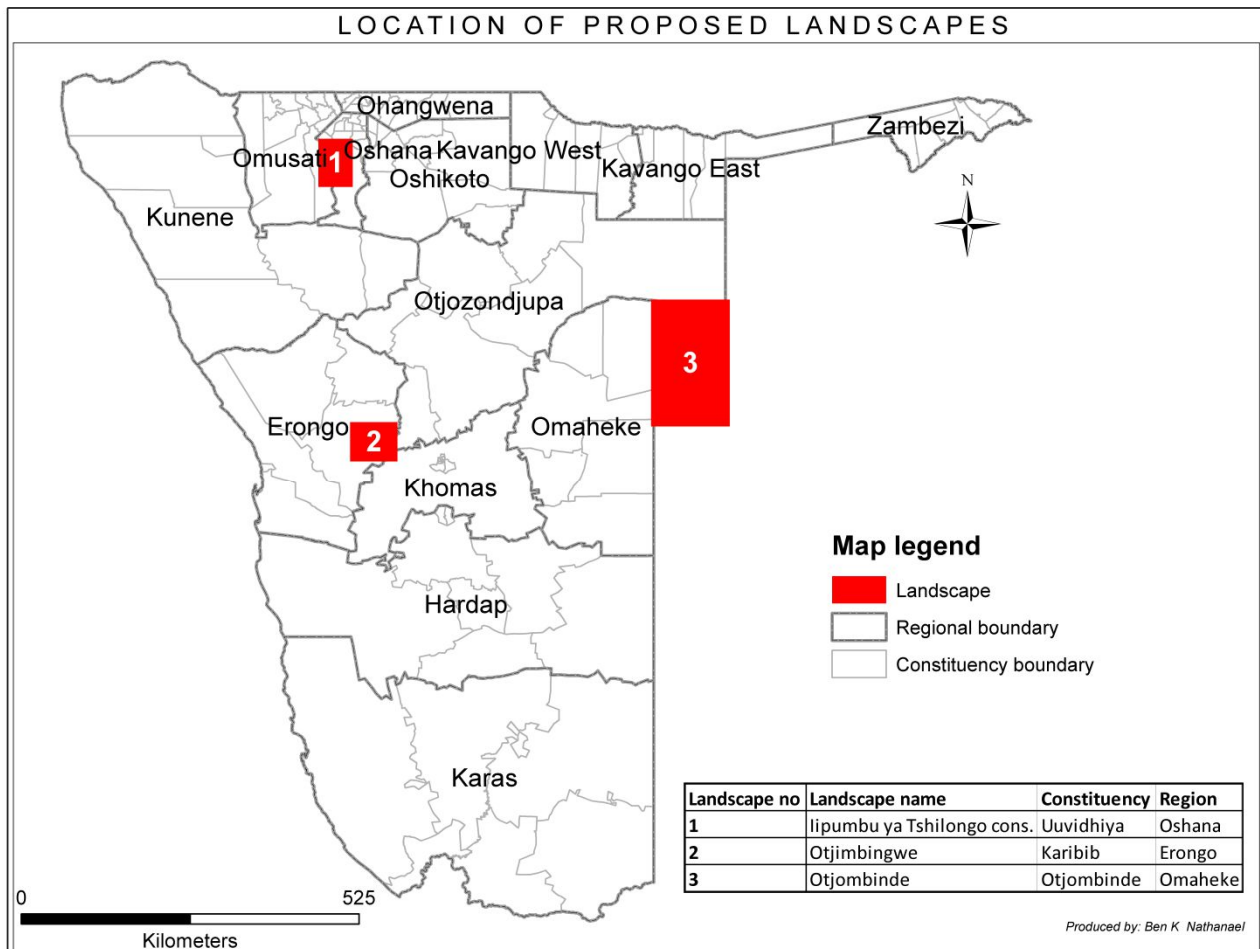 LOCATION OF PROPOSED LANDSCAPES
Ohangwena
Zambezi
Omusati
1
Oshana
Kavango West
Kavango East
Oshikoto
Kunene
N
Otjozondjupa
3
Erongo
2
Omaheke
Khomas
Map legend
Landscape
Hardap
Regional boundary
Constituency boundary
Karas
Landscape no Landscape name Constituency Region
1 Iipumbu ya Tshilongo cons. Uuvidhiya Oshana
2 Otjimbingwe Karibib Erongo
3 Otjombinde Otjombinde Omaheke
0 525
Kilometers
Produced by: Ben K Nathanael